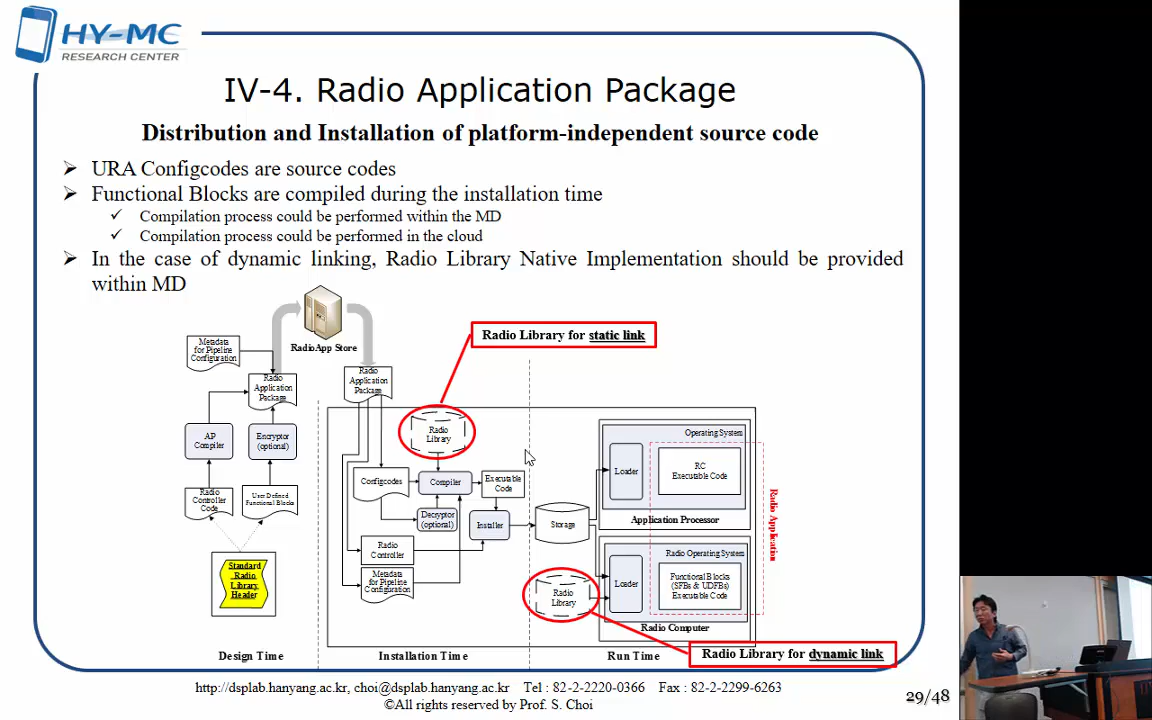 HY-MC
RESEARCH CENTER
IV-4. Radio Application Package
Distribution and Installation of platform-independent source code
URA Configcodes are source codes
Functional Blocks are compiled during the installation time
Compilation process could be performed within the MD
Compilation process could be performed in the cloud
In the case of dynamic linking, Radio Library Native Implementation should be provided
within MD
RadioApp Store
Radio Library for static link
Metadata
for Pipeline
Configuration
Radio
Application
Package
Radio
Application
Package
AP
Compiler
Encryptor
(optional)
Radio
Controller
Code
User Defined
Functional Blocks
Standard
Radio
Library
Header
Radio
Library
Configcodes
Compiler
Executable
Code
Decryptor
(optional)
Installer
Storage
Radio
Controller
Metadata
for Pipeline
Configuration
Operating System
Loader
RC
Executable Code
Application Processor
Radio Application
Radio Operating System
Loader
Functional Blocks
(SFBs & UDFBs)
Executable Code
Radio Computer
Radio
Library
Radio Library for dynamic link
Design Time
Installation Time
Run Time
http://dsplab.hanyang.ac.kr, choi@dsplab.hanyang.ac.kr Tel : 82-2-2220-0366 Fax : 82-2-2299-6263
©All rights reserved by Prof. S. Choi
29/48